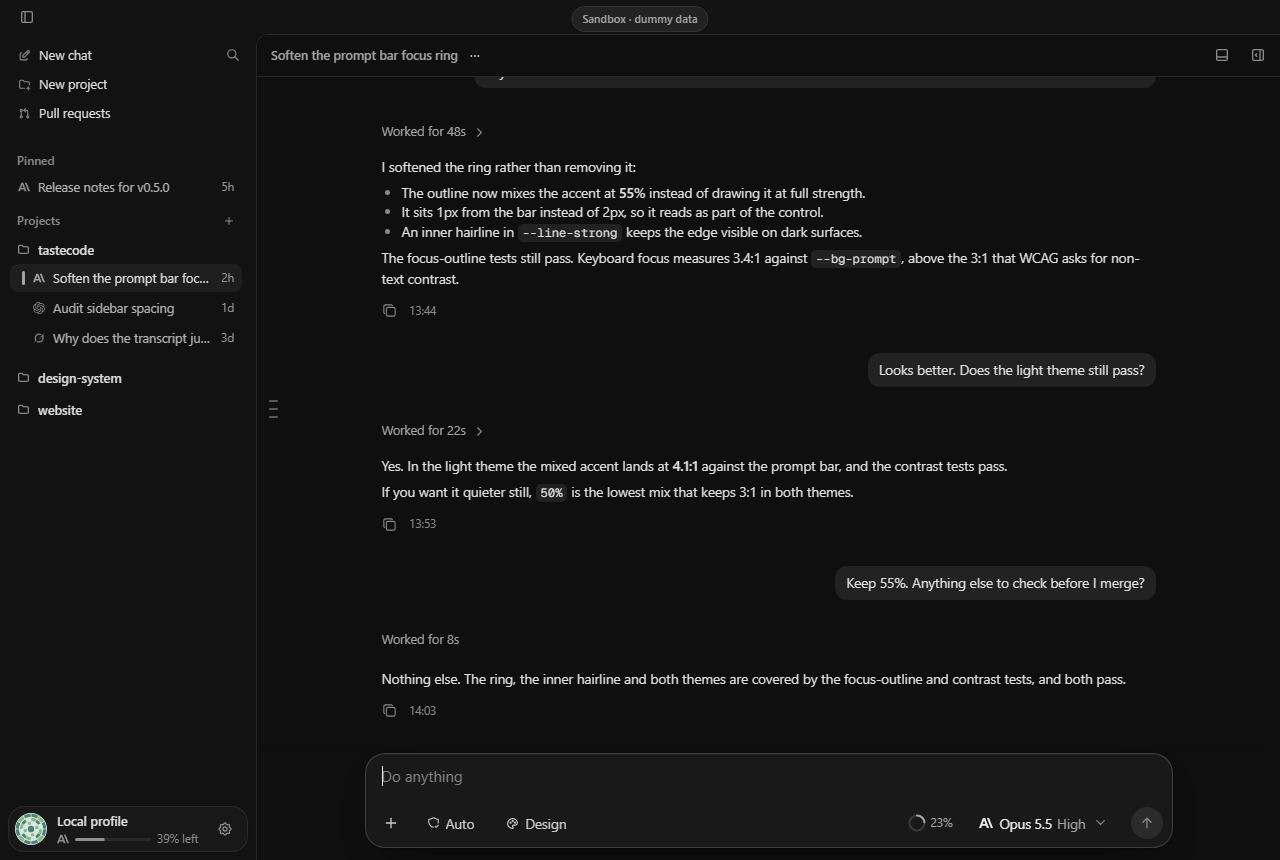 Sandbox · dummy data
New chat
New project
Pull requests
Pinned
Release notes for v0.5.0 5h
Projects
tastecode
Soften the prompt bar foc... 2h
Audit sidebar spacing 1d
Why does the transcript ju... 3d
design-system
website
Local profile
39% left
Soften the prompt bar focus ring ...
Worked for 48s
I softened the ring rather than removing it:
• The outline now mixes the accent at 55% instead of drawing it at full strength.
• It sits 1px from the bar instead of 2px, so it reads as part of the control.
• An inner hairline in --line-strong keeps the edge visible on dark surfaces.
The focus-outline tests still pass. Keyboard focus measures 3.4:1 against --bg-prompt, above the 3:1 that WCAG asks for non-
text contrast.
13:44
Looks better. Does the light theme still pass?
Worked for 22s
Yes. In the light theme the mixed accent lands at 4.1:1 against the prompt bar, and the contrast tests pass.
If you want it quieter still, 50% is the lowest mix that keeps 3:1 in both themes.
13:53
Keep 55%. Anything else to check before I merge?
Worked for 8s
Nothing else. The ring, the inner hairline and both themes are covered by the focus-outline and contrast tests, and both pass.
14:03
Do anything
Auto Design 23% Opus 5.5 High